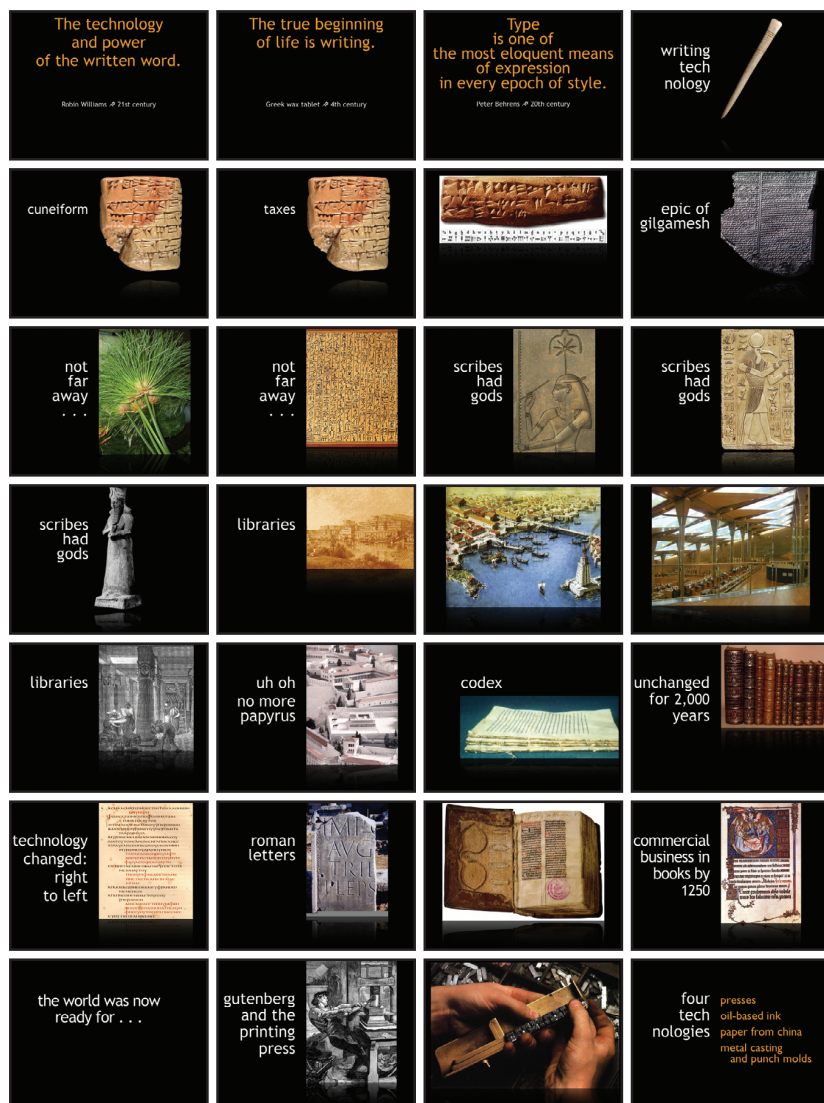 The technology
and power
of the written word.
Robin Williams 21st century
The true beginning
of life is writing.
Greek wax tablet 4th century
Type
is one of
the most eloquent means
of expression
in every epoch of style.
Peter Behrens 20th century
writing
tech
nology
cuneiform
taxes
epic of
gilgamesh
not
far
away
. . .
not
far
away
. . .
scribes
had
gods
scribes
had
gods
scribes
had
gods
libraries
libraries
uh oh
no more
papyrus
codex
unchanged
for 2,000
years
technology
changed:
right
to left
roman
letters
commercial
business in
books by
1250
the world was now
ready for . . .
gutenberg
and the
printing
press
four
tech
nologies
presses
oil-based ink
paper from china
metal casting
and punch molds